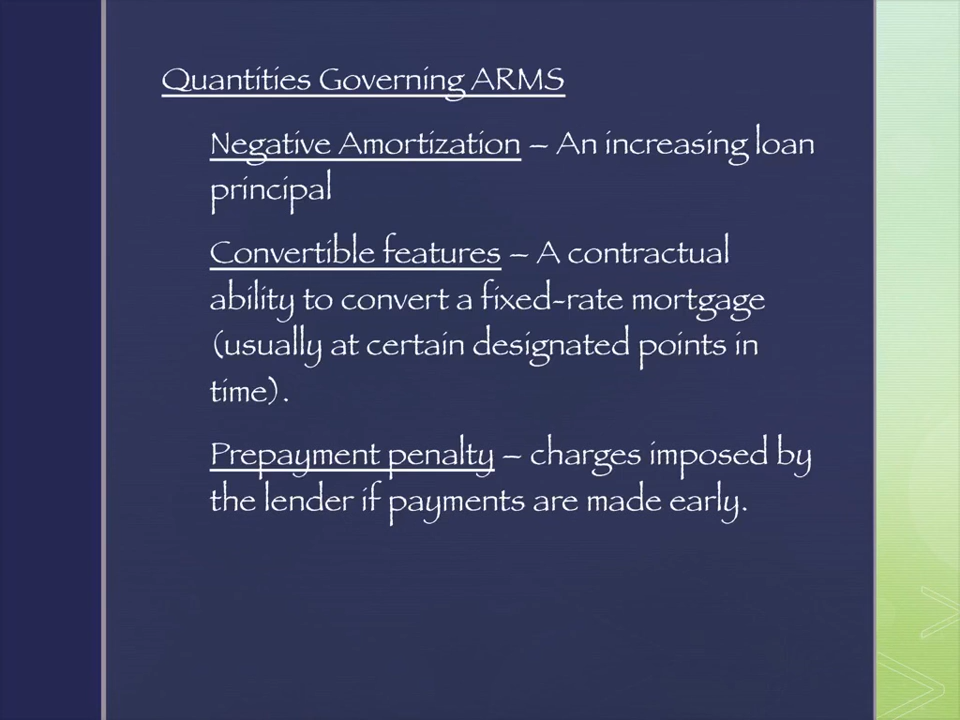 Quantities Governing ARMS
Negative Amortization – An increasing loan
principal
Convertible features – A contractual
ability to convert a fixed-rate mortgage
(usually at certain designated points in
time).
Prepayment penalty – charges imposed by
the lender if payments are made early.